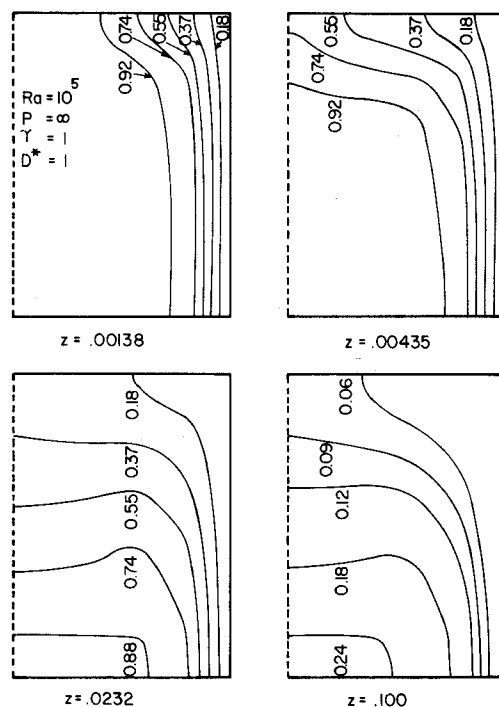 0.74
0.55
0.37
0.18
0.92
Ra = 10^5
P = ∞
γ = 1
D* = 1
z = .00138
0.55
0.37
0.18
0.74
0.92
z = .00435
0.18
0.37
0.55
0.74
0.88
z = .0232
0.06
0.09
0.12
0.18
0.24
z = .100